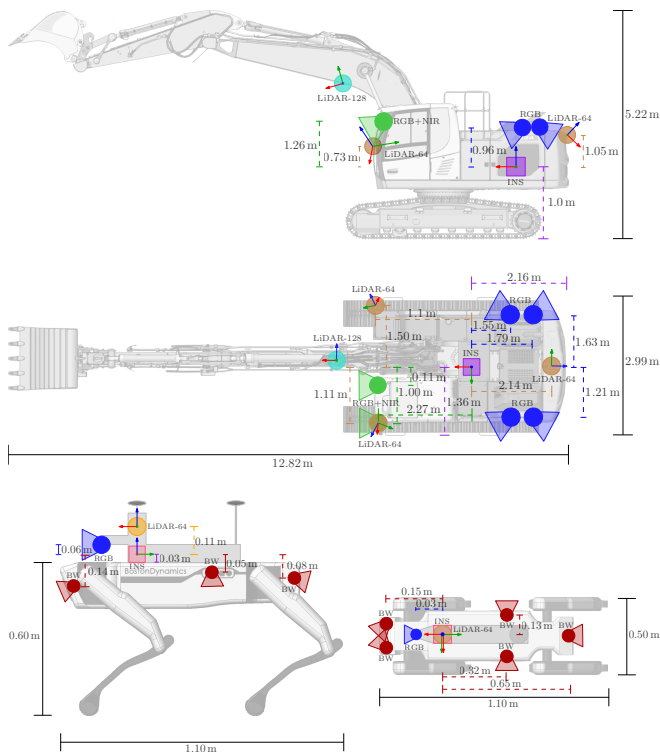 RGB
LiDAR-64
LiDAR-128
RGB+NIR
5.22 m
1.26 m
0.73 m
LiDAR-64
0.96 m
1.05 m
INS
1.0 m
2.16 m
LiDAR-64
RGB
1.1 m
1.55 m
LiDAR-128
1.50 m
1.79 m
1.63 m
INS
2.99 m
0.11 m
LiDAR-64
1.11 m
1.00 m
2.14 m
RGB+NIR
1.36 m
1.21 m
2.27 m
RGB
LiDAR-64
12.82 m
LiDAR-64
0.11 m
0.06 m
RGB
INS
0.03 m
BostonDynamics
0.05 m
0.08 m
0.14 m
BW
BW
BW
0.60 m
1.10 m
0.15 m
0.03 m
BW
INS
BW
LiDAR-64
0.13 m
RGB
BW
0.50 m
BW
BW
0.32 m
0.65 m
1.10 m